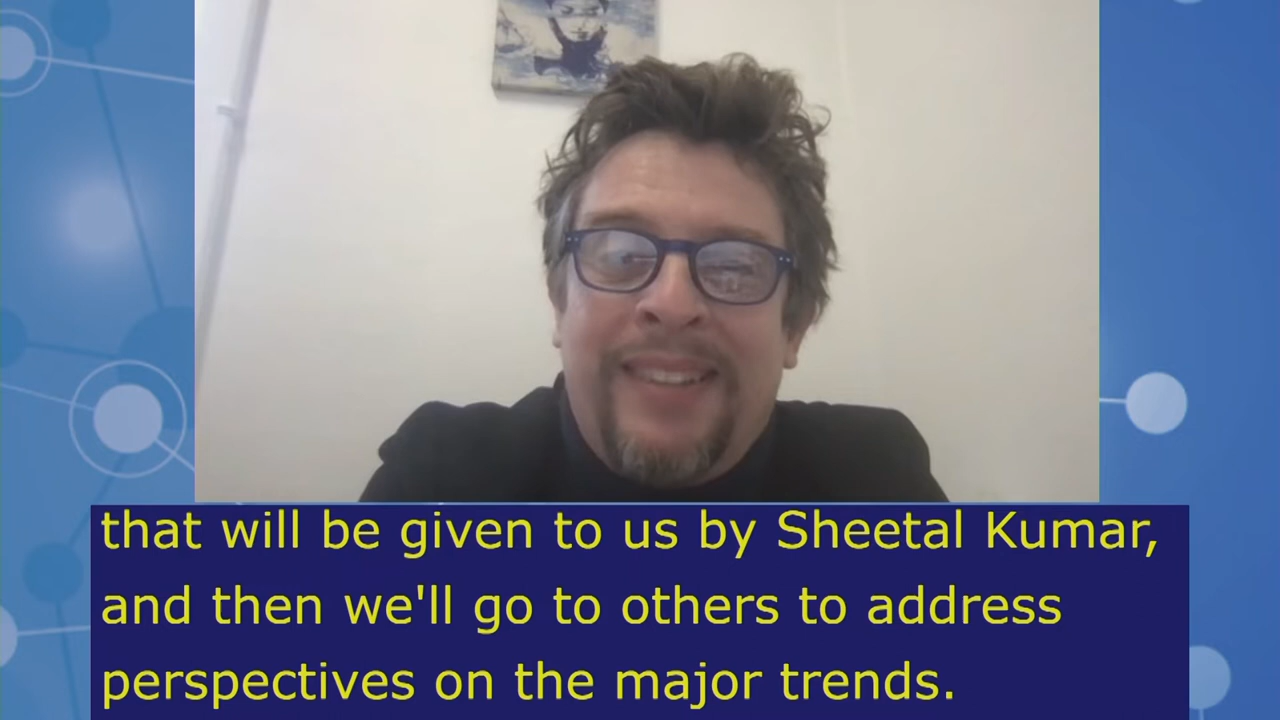 that will be given to us by Sheetal Kumar,
and then we'll go to others to address
perspectives on the major trends.